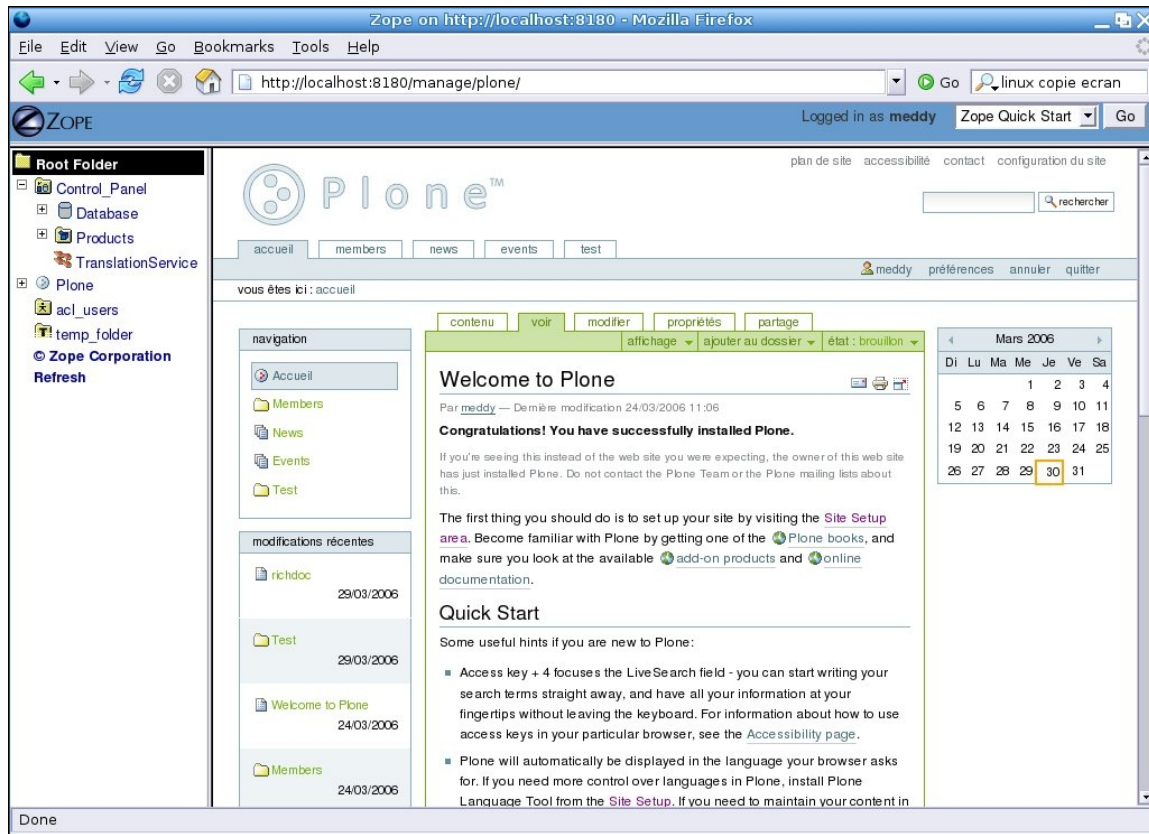 Zope on http://localhost:8180 - Mozilla Firefox
File Edit View Go Bookmarks Tools Help
http://localhost:8180/manage/plone/
Go
linux copie ecran
ZOPE
Logged in as meddy
Zope Quick Start
Go
Root Folder
Control_Panel
Database
Products
TranslationService
Plone
acl_users
temp_folder
© Zope Corporation
Refresh
plan de site accessibilité contact configuration du site
Plone™
rechercher
accueil members news events test
meddy préférences annuler quitter
vous êtes ici : accueil
navigation
Accueil
Members
News
Events
Test
modifications récentes
richdoc
29/03/2006
Test
29/03/2006
Welcome to Plone
24/03/2006
Members
24/03/2006
contenu voir modifier propriétés partage
affichage ajouter au dossier état : brouillon
Welcome to Plone
Par meddy — Dernière modification 24/03/2006 11:06
Congratulations! You have successfully installed Plone.
If you're seeing this instead of the web site you were expecting, the owner of this web site
has just installed Plone. Do not contact the Plone Team or the Plone mailing lists about
this.
The first thing you should do is to set up your site by visiting the Site Setup
area. Become familiar with Plone by getting one of the Plone books, and
make sure you look at the available add-on products and online
documentation.
Quick Start
Some useful hints if you are new to Plone:
Access key + 4 focuses the LiveSearch field - you can start writing your
search terms straight away, and have all your information at your
fingertips without leaving the keyboard. For information about how to use
access keys in your particular browser, see the Accessibility page.
Plone will automatically be displayed in the language your browser asks
for. If you need more control over languages in Plone, install Plone
Language Tool from the Site Setup. If you need to maintain your content in
Mars 2006
Di Lu Ma Me Je Ve Sa
1 2 3 4
5 6 7 8 9 10 11
12 13 14 15 16 17 18
19 20 21 22 23 24 25
26 27 28 29 30 31
Done